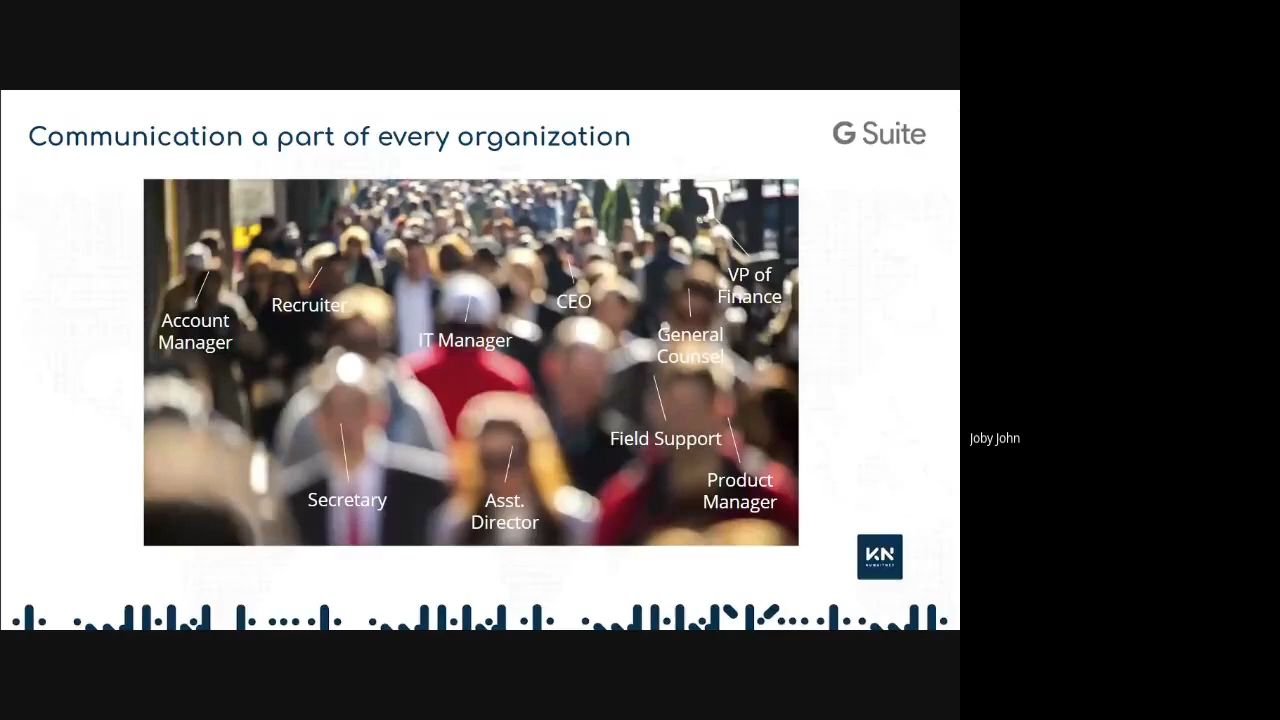 Communication a part of every organization
G Suite
VP of
Finance
Recruiter
CEO
Account
Manager
IT Manager
General
Counsel
Field Support
Joby John
Secretary
Asst.
Director
Product
Manager
KN